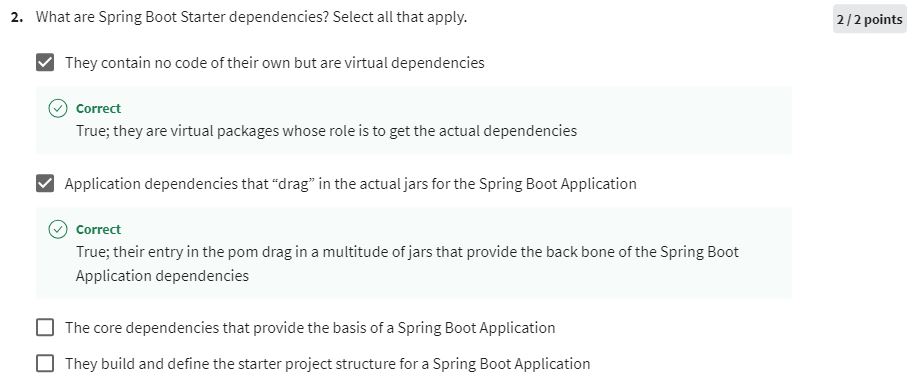 2. What are Spring Boot Starter dependencies? Select all that apply.
2 / 2 points
They contain no code of their own but are virtual dependencies
Correct
True; they are virtual packages whose role is to get the actual dependencies
Application dependencies that “drag” in the actual jars for the Spring Boot Application
Correct
True; their entry in the pom drag in a multitude of jars that provide the back bone of the Spring Boot
Application dependencies
The core dependencies that provide the basis of a Spring Boot Application
They build and define the starter project structure for a Spring Boot Application